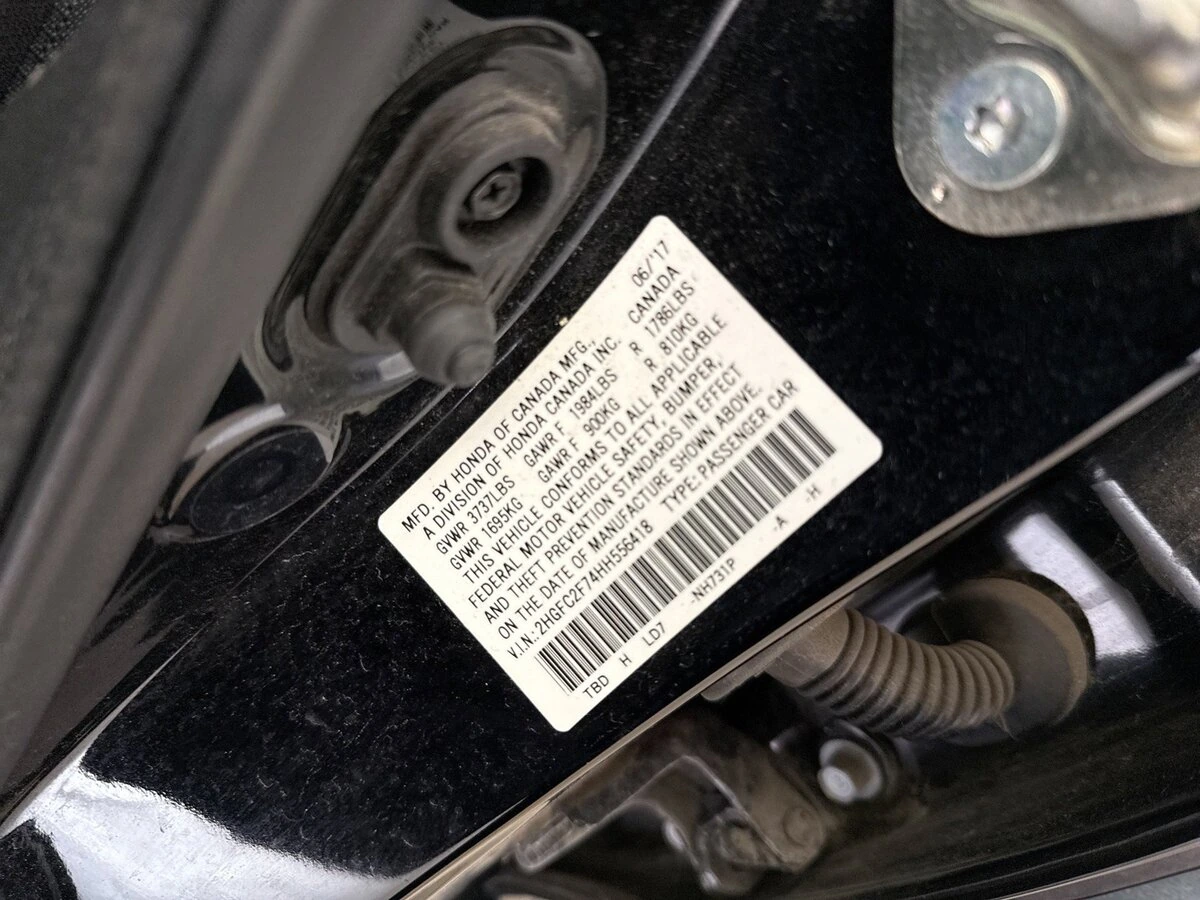 MFD. BY HONDA OF CANADA MFG., 06/'17
A DIVISION OF HONDA CANADA INC. CANADA
GVWR 3737LBS GAWR F 1984LBS R 1786LBS
GVWR 1695KG GAWR F 900KG R 810KG
THIS VEHICLE CONFORMS TO ALL APPLICABLE
FEDERAL MOTOR VEHICLE SAFETY, BUMPER,
AND THEFT PREVENTION STANDARDS IN EFFECT
ON THE DATE OF MANUFACTURE SHOWN ABOVE.
V.I.N.: 2HGFC2F74HH556418 TYPE: PASSENGER CAR
TBD H LD7 -NH731P -A -H